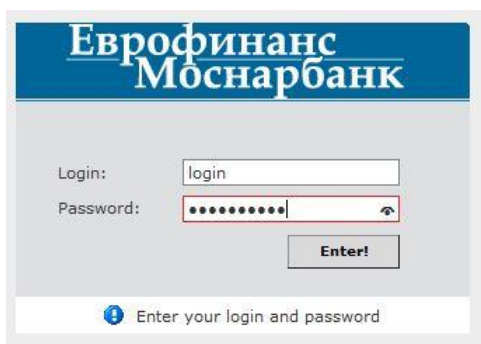 Еврофинанс
Моснарбанк
Login: login
Password: ●●●●●●●●●●
Enter!
Enter your login and password